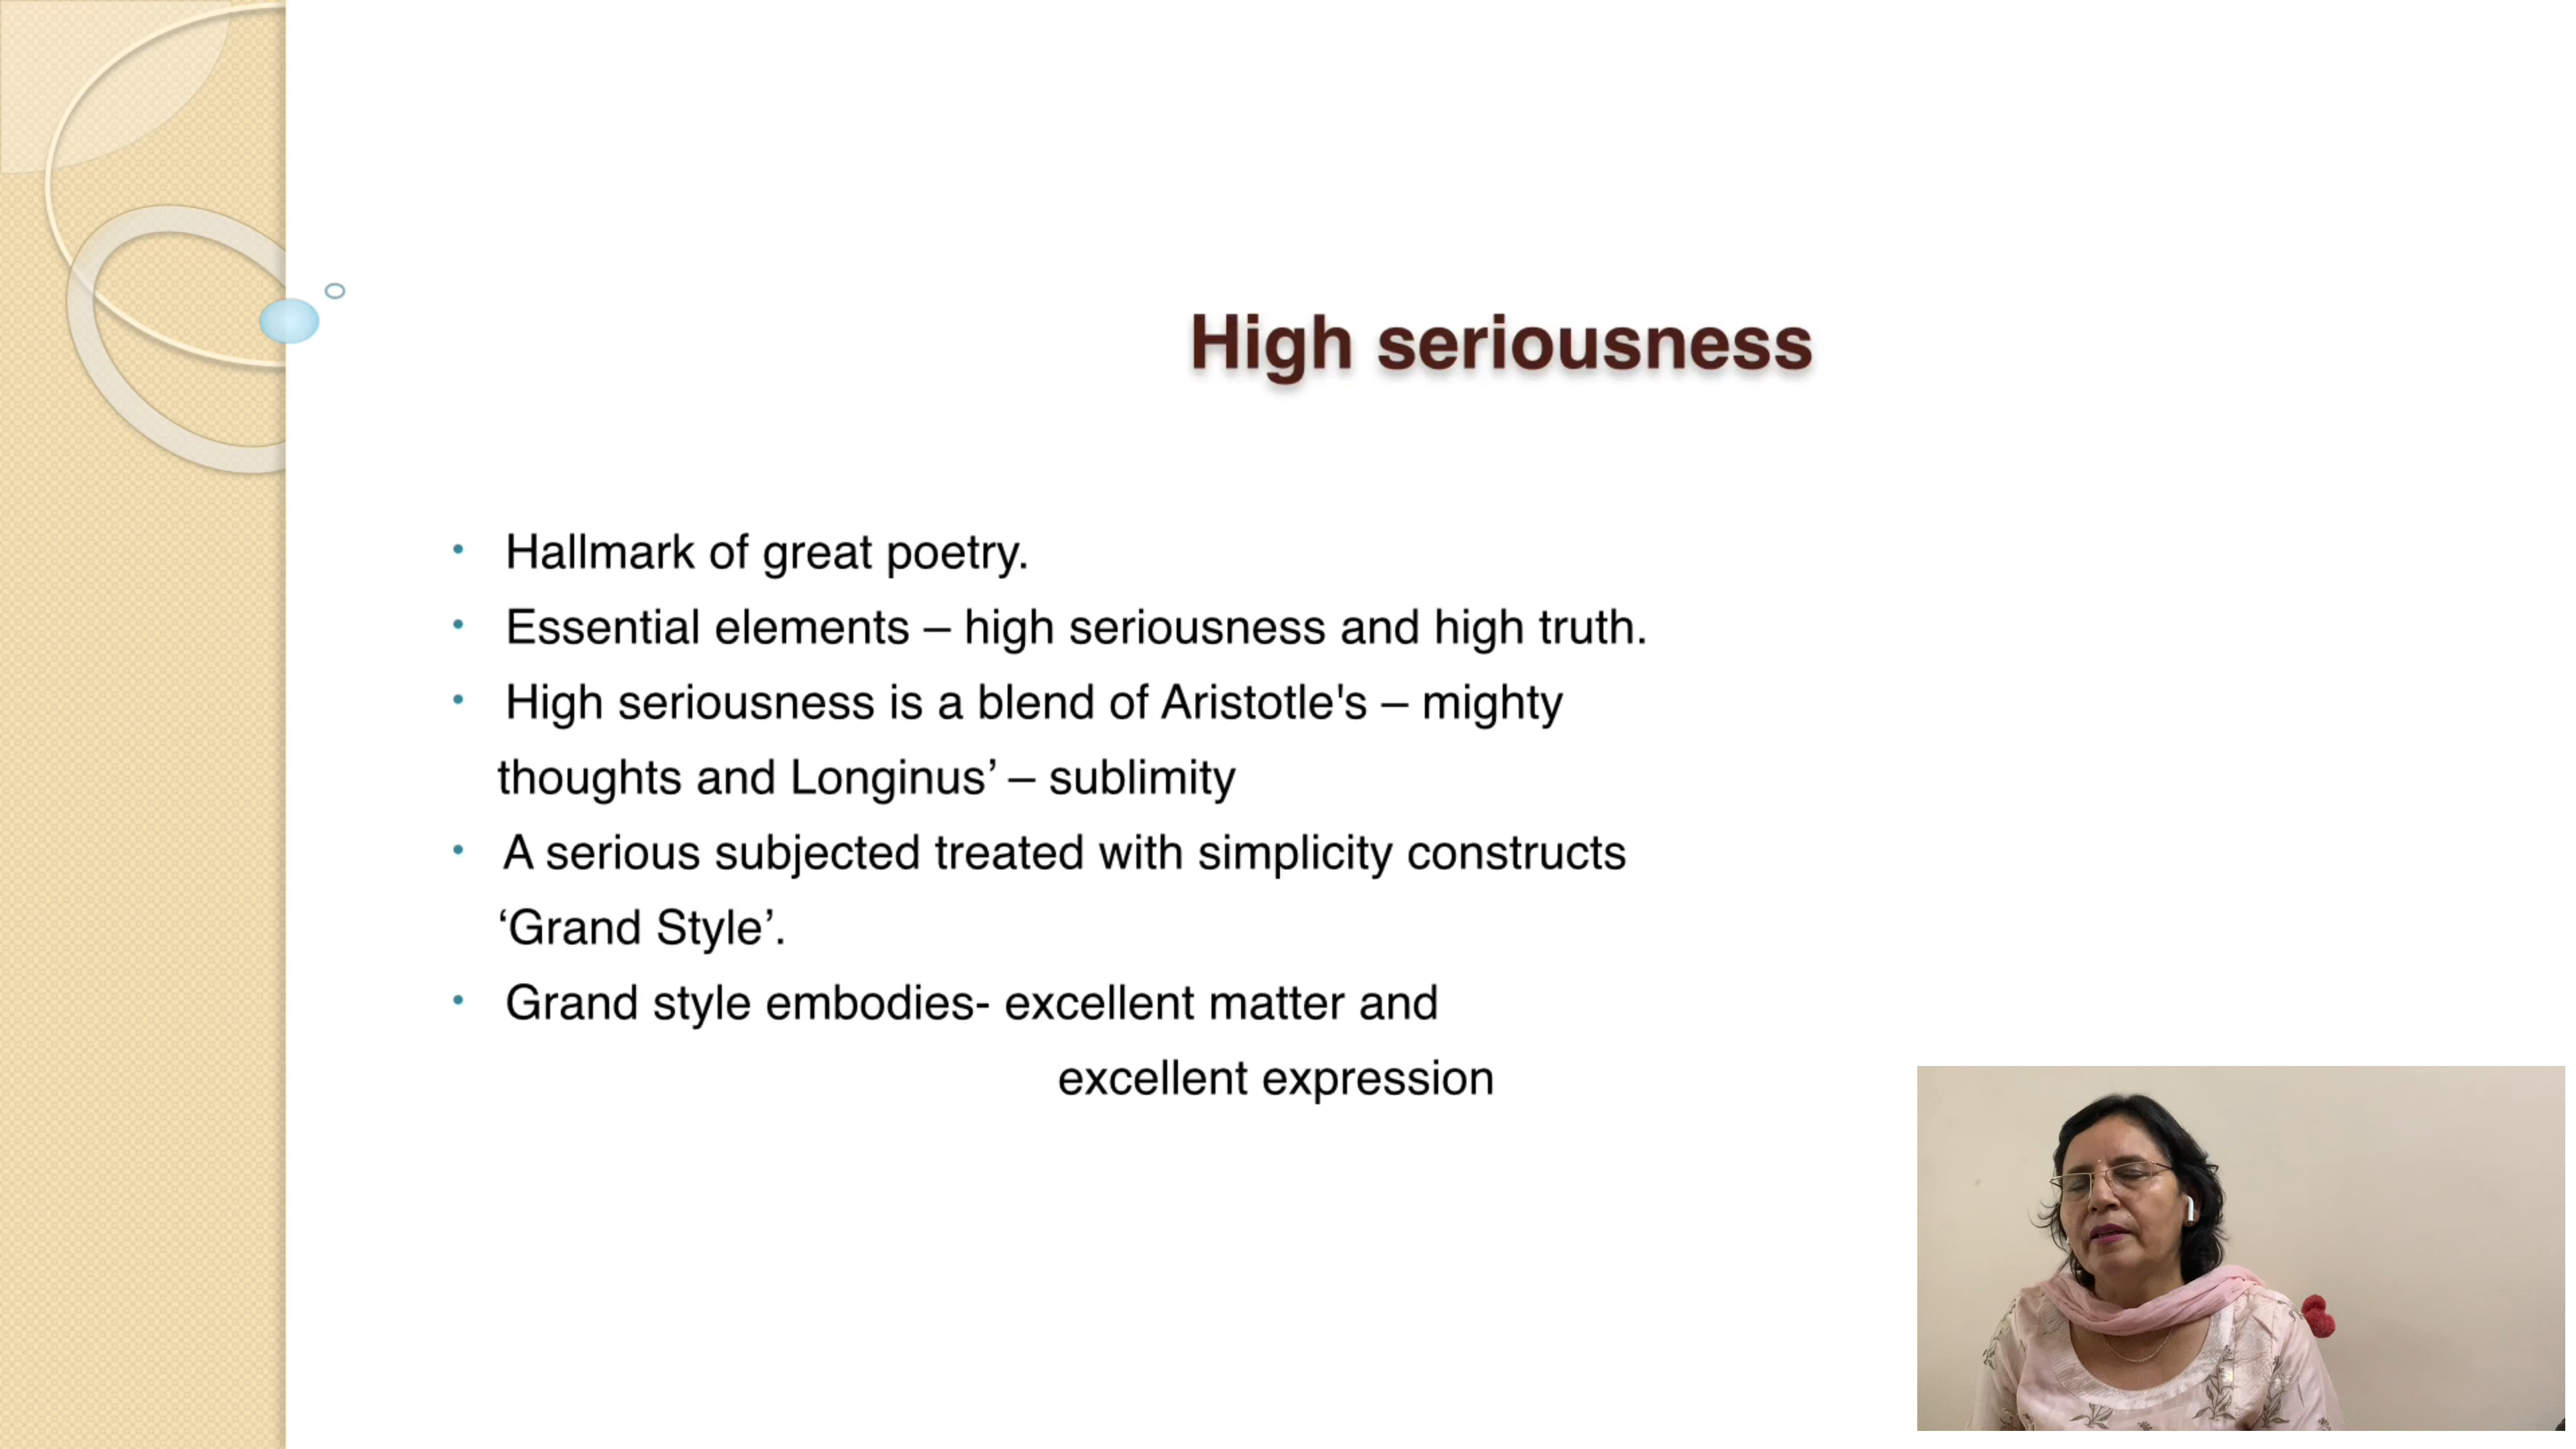 High seriousness
• Hallmark of great poetry.
• Essential elements – high seriousness and high truth.
• High seriousness is a blend of Aristotle's – mighty
thoughts and Longinus’ – sublimity
• A serious subjected treated with simplicity constructs
‘Grand Style’.
• Grand style embodies- excellent matter and
excellent expression